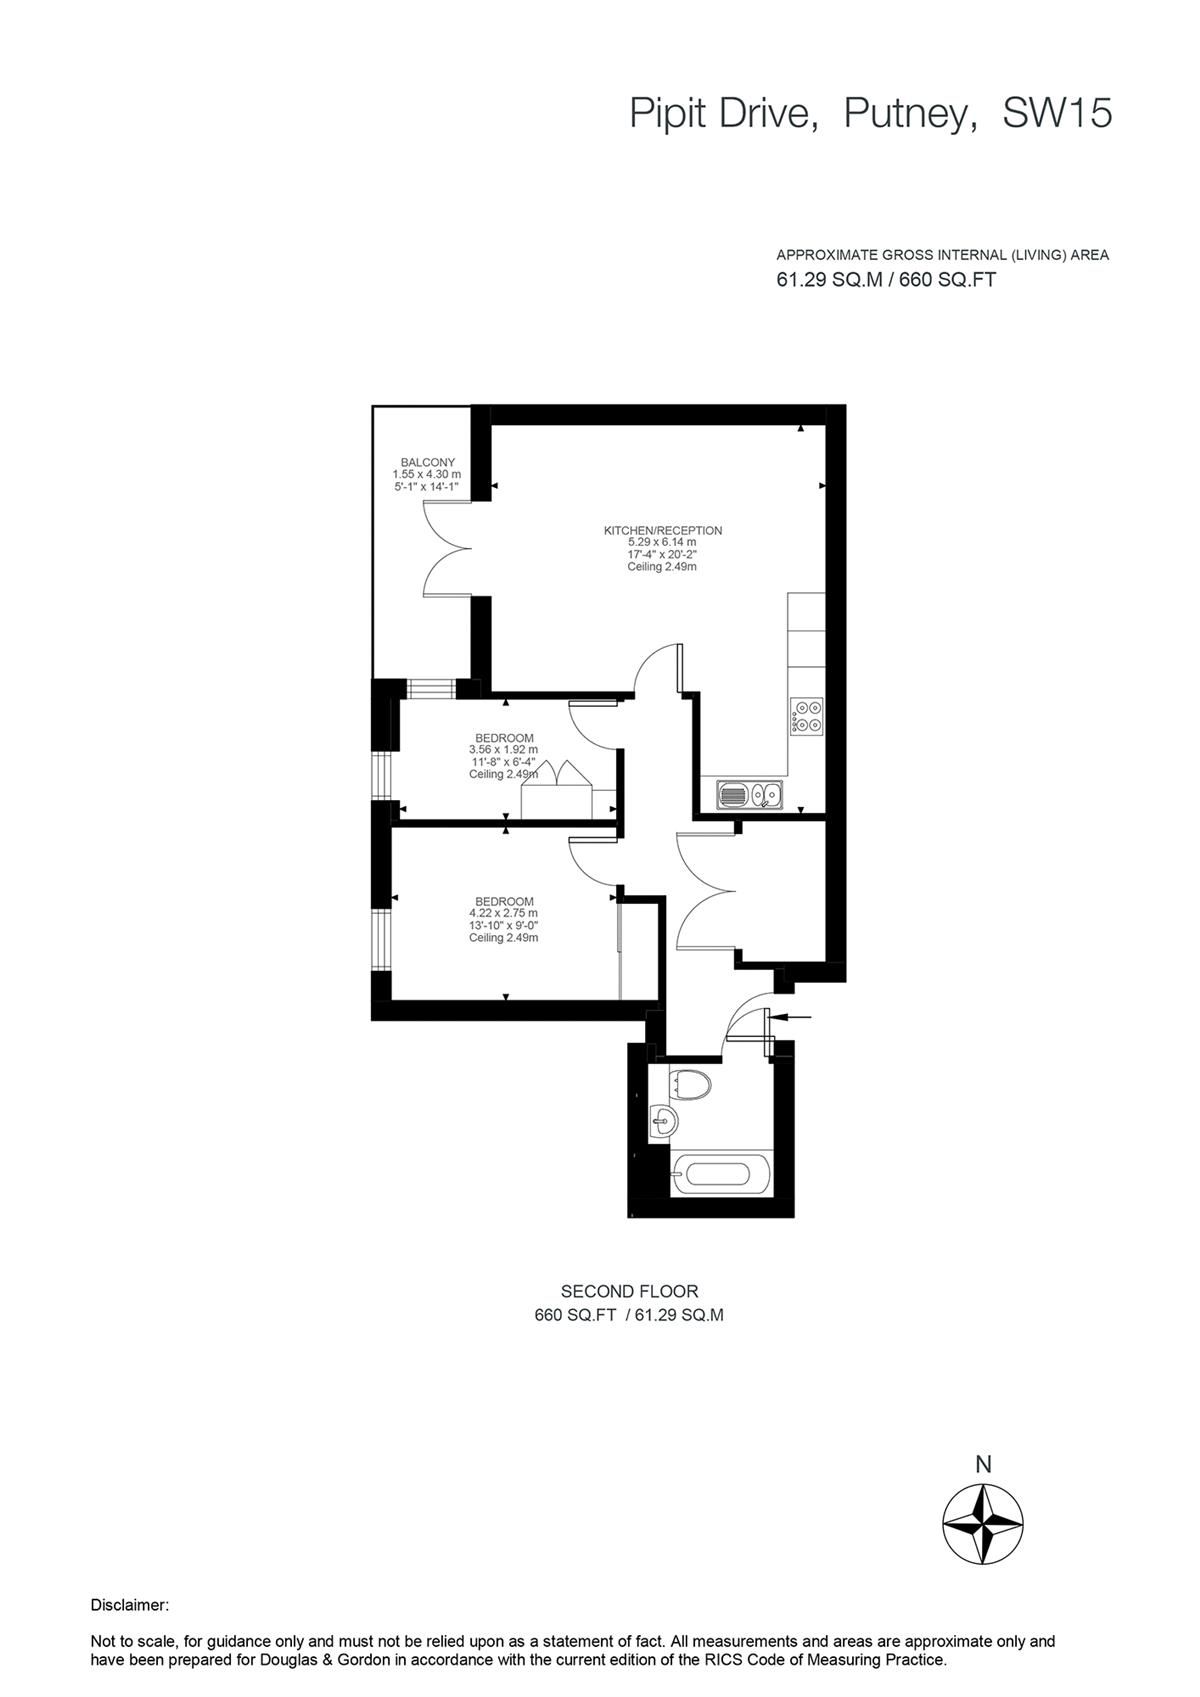 Pipit Drive, Putney, SW15
APPROXIMATE GROSS INTERNAL (LIVING) AREA
61.29 SQ.M / 660 SQ.FT
BALCONY
1.55 x 4.30 m
5'-1" x 14'-1"
KITCHEN/RECEPTION
5.29 x 6.14 m
17'-4" x 20'-2"
Ceiling 2.49m
BEDROOM
3.56 x 1.92 m
11'-8" x 6'-4"
Ceiling 2.49m
BEDROOM
4.22 x 2.75 m
13'-10" x 9'-0"
Ceiling 2.49m
SECOND FLOOR
660 SQ.FT / 61.29 SQ.M
N
Disclaimer:
Not to scale, for guidance only and must not be relied upon as a statement of fact. All measurements and areas are approximate only and
have been prepared for Douglas & Gordon in accordance with the current edition of the RICS Code of Measuring Practice.